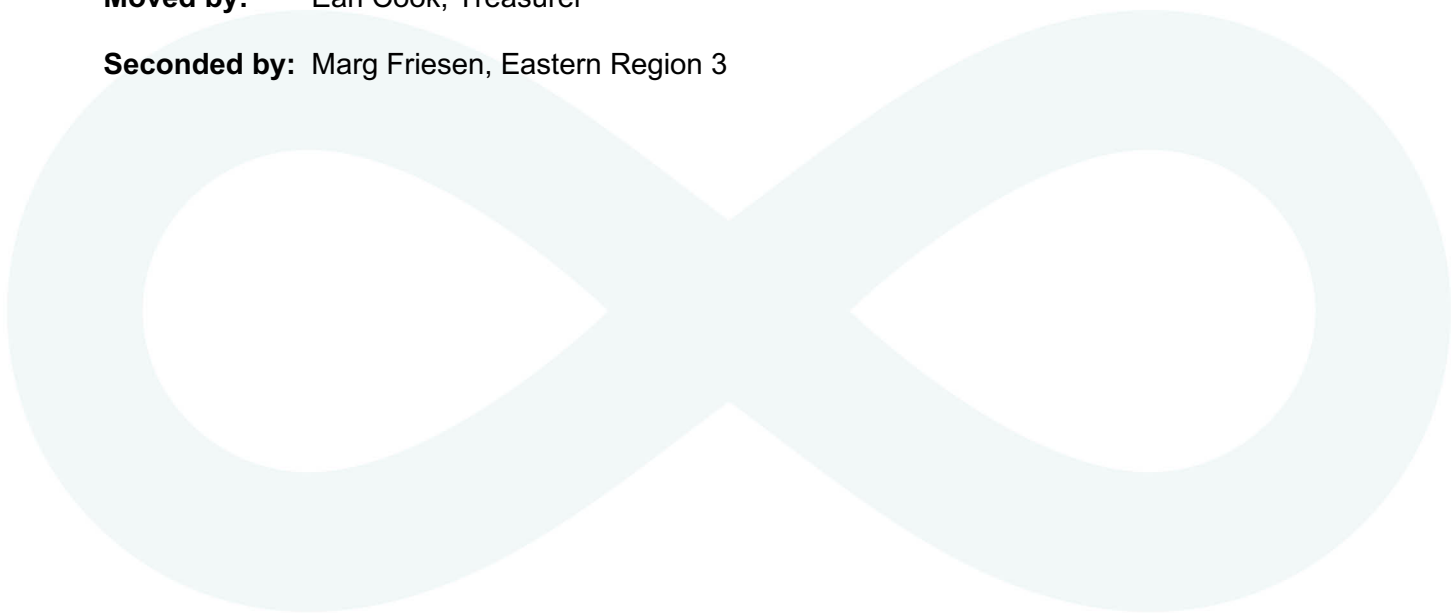 Moved by: Earl Cook, Treasurer
Seconded by: Marg Friesen, Eastern Region 3